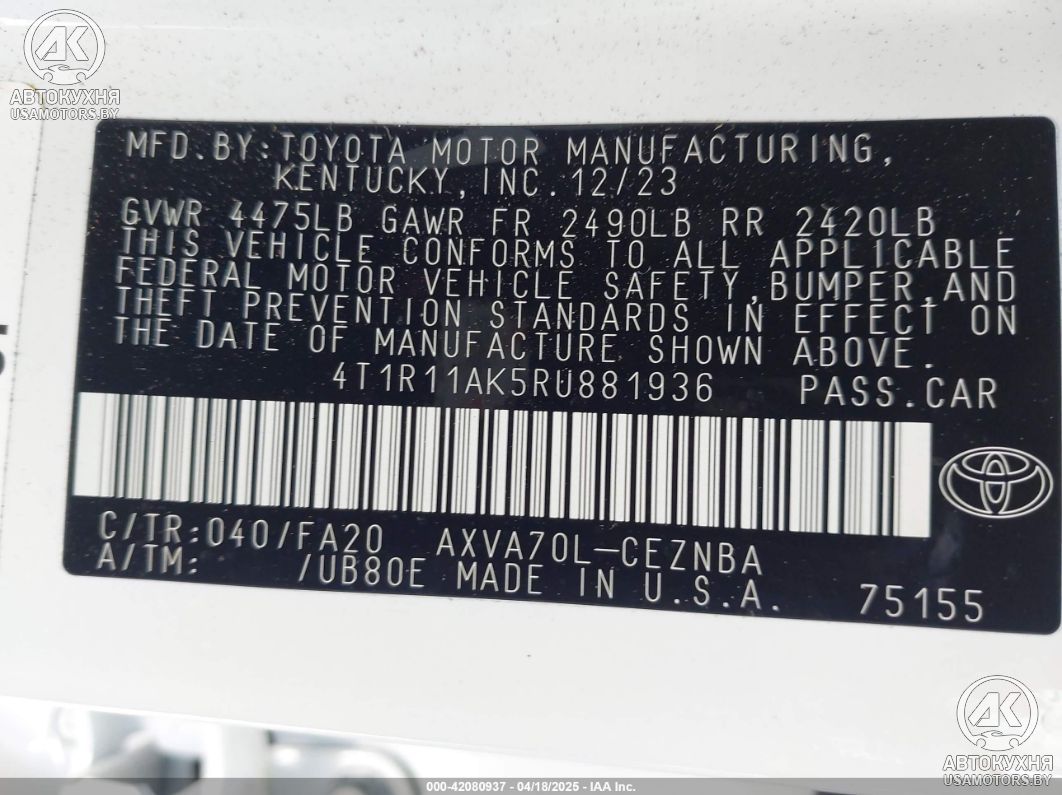 АВТОКУХНЯ
USAMOTORS.BY
MFD.BY:TOYOTA MOTOR MANUFACTURING,
KENTUCKY,INC.12/23
GVWR 4475LB GAWR FR 2490LB RR 2420LB
THIS VEHICLE CONFORMS TO ALL APPLICABLE
FEDERAL MOTOR VEHICLE SAFETY,BUMPER,AND
THEFT PREVENTION STANDARDS IN EFFECT ON
THE DATE OF MANUFACTURE SHOWN ABOVE.
4T1R11AK5RU881936 PASS.CAR
C/TR:040/FA20 AXVA70L-CEZNBA
A/TM: /UB80E MADE IN U.S.A. 75155
АВТОКУХНЯ
USAMOTORS.BY
000-42080937 - 04/18/2025 - IAA Inc.